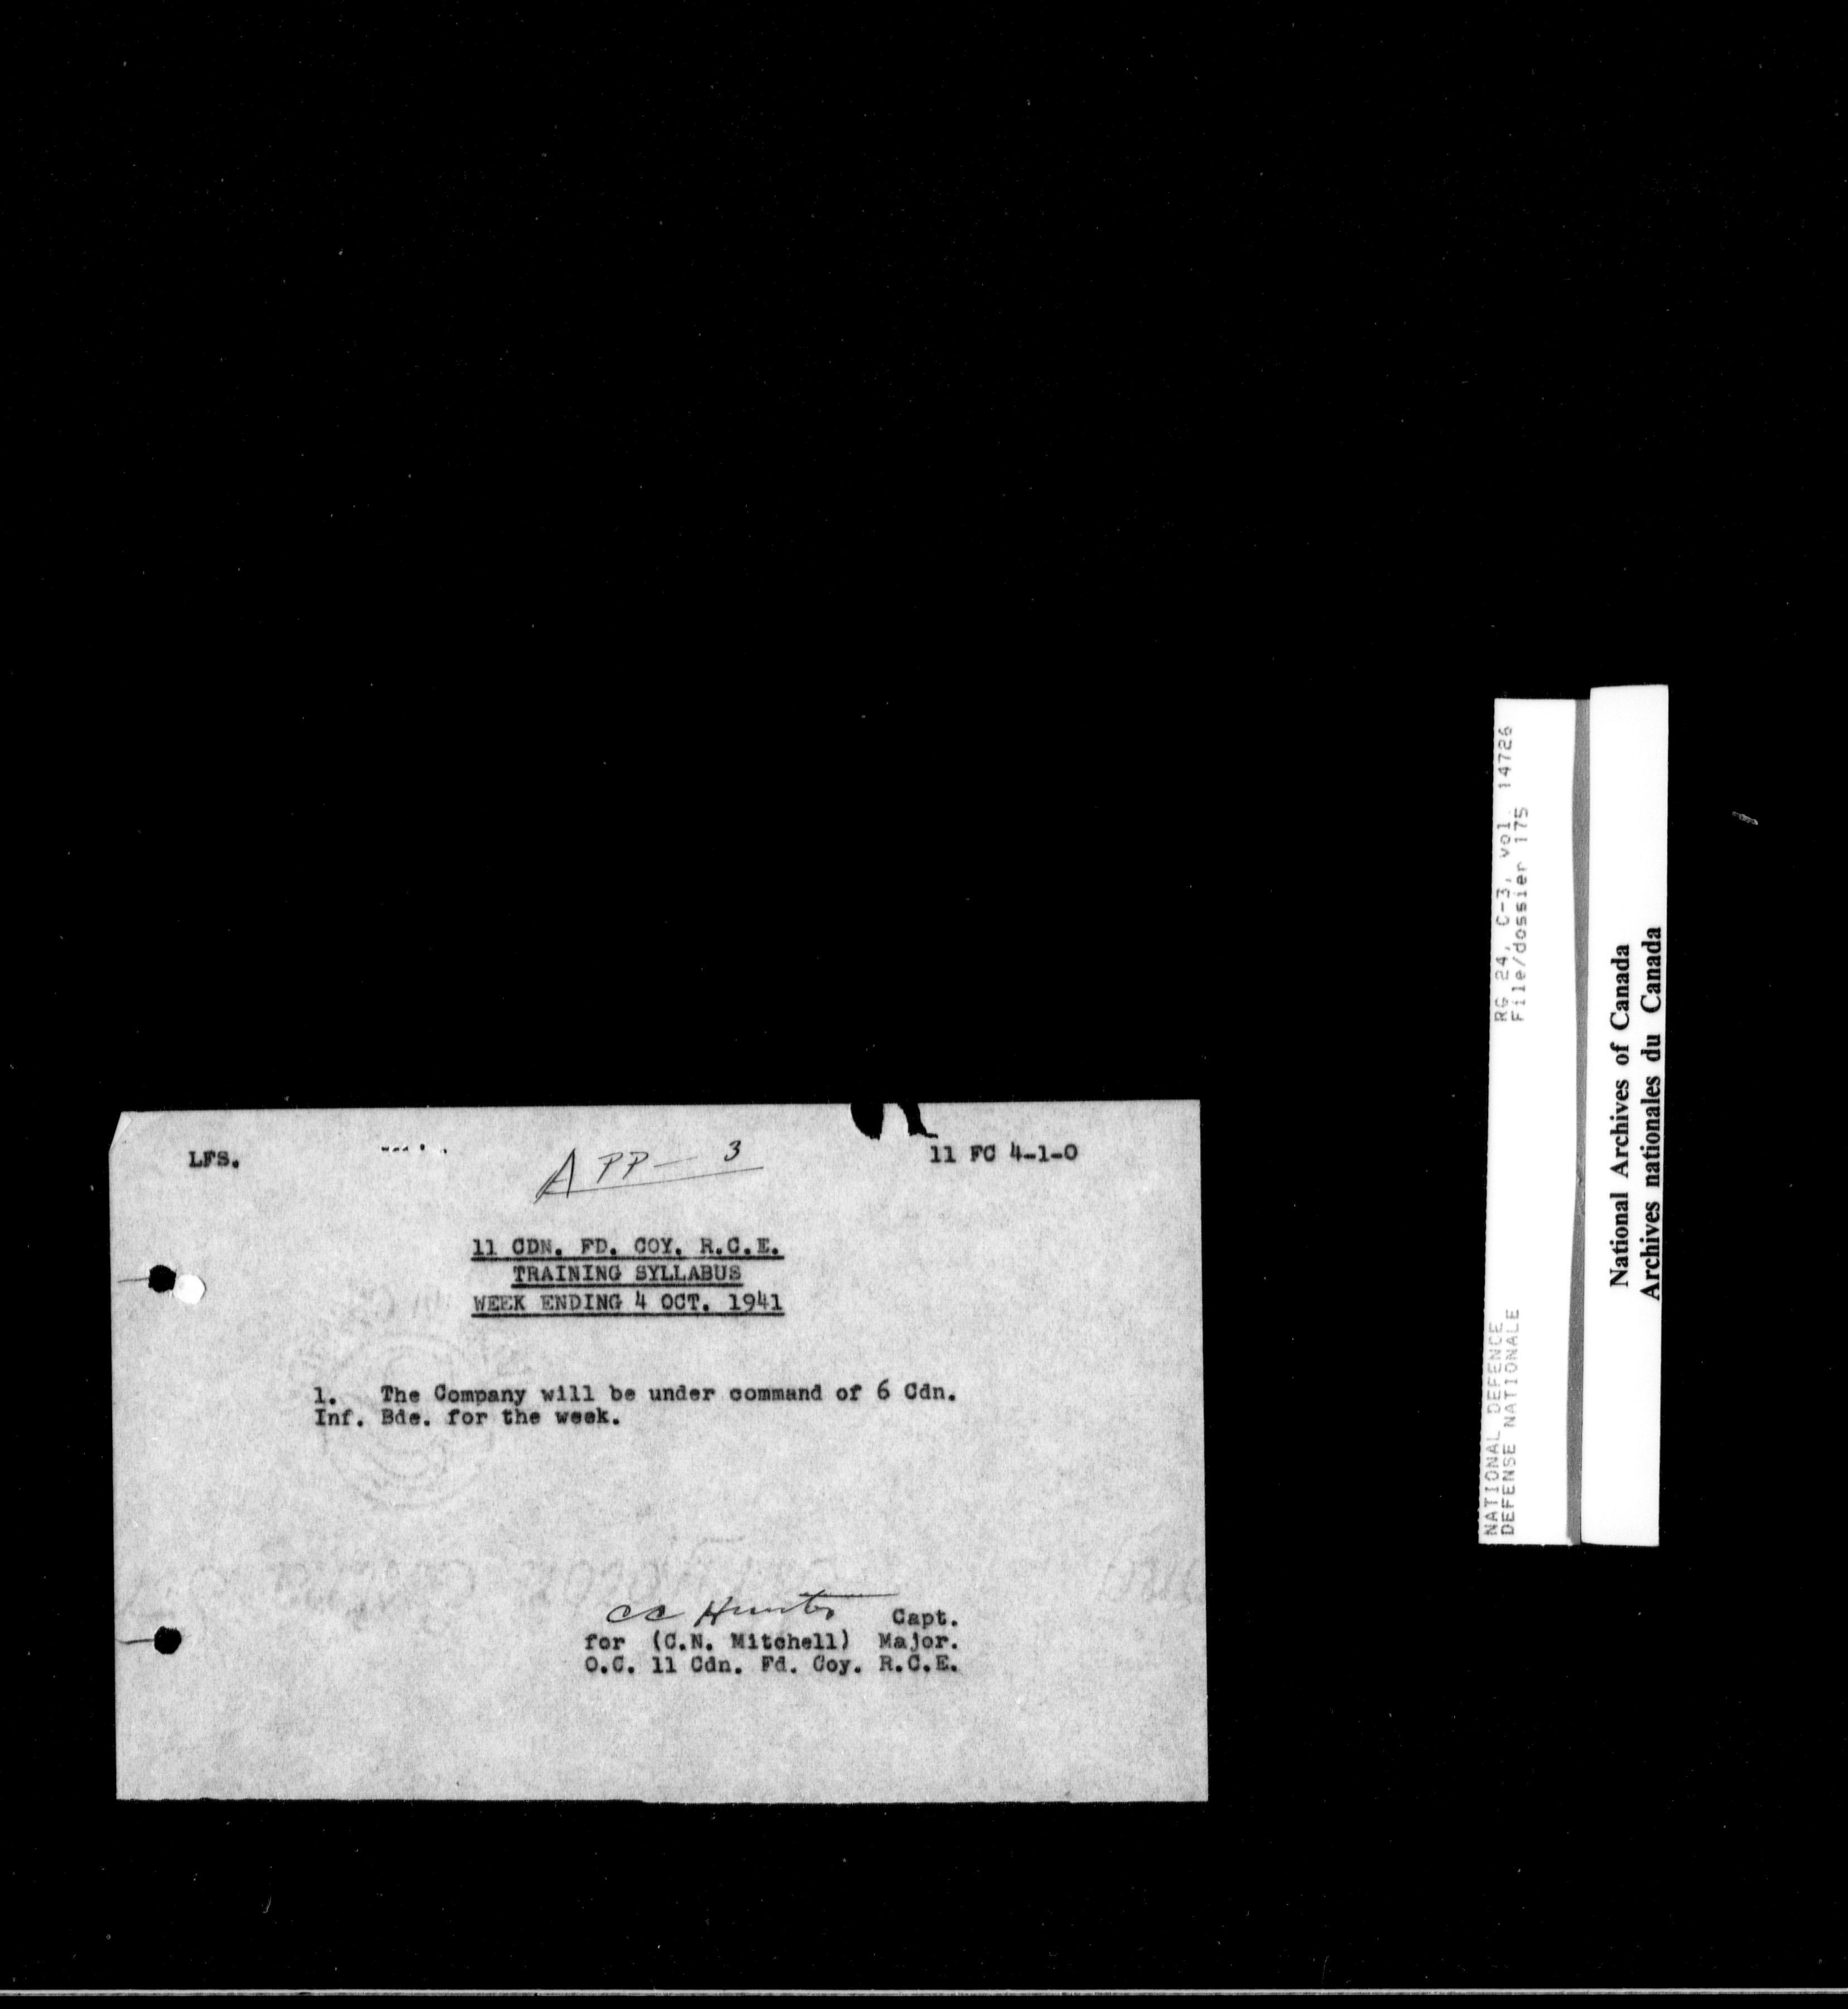 LFS.
APP — 3
11 FC 4-1-0
11 CDN. FD. COY. R.C.E.
TRAINING SYLLABUS
WEEK ENDING 4 OCT. 1941
1. The Company will be under command of 6 Cdn.
Inf. Bde. for the week.
CC Hunter Capt.
for (C.N. Mitchell) Major.
O.C. 11 Cdn. Fd. Coy. R.C.E.
NATIONAL DEFENCE RG 24, C-3, vol. 14726
DEFENSE NATIONALE File/dossier 175
National Archives of Canada
Archives nationales du Canada